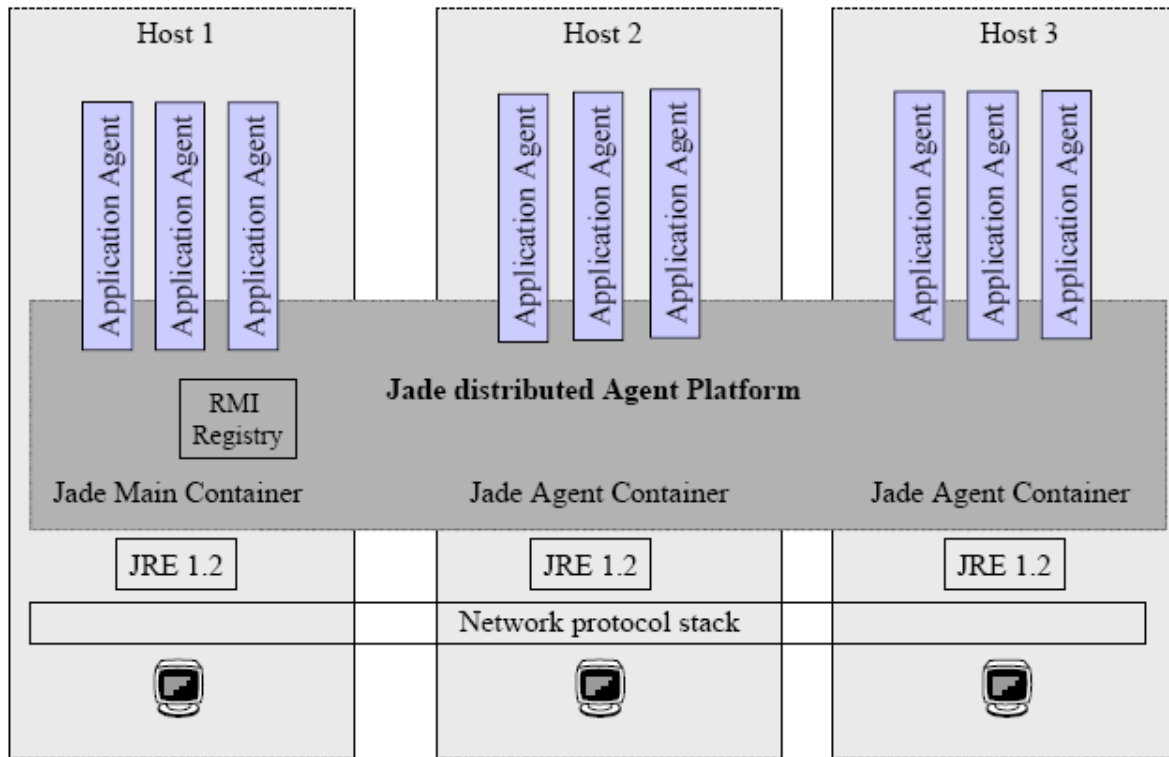 Host 1
Host 2
Host 3
Application Agent
Application Agent
Application Agent
Application Agent
Application Agent
Application Agent
Application Agent
Application Agent
Application Agent
Jade distributed Agent Platform
RMI
Registry
Jade Main Container
Jade Agent Container
Jade Agent Container
JRE 1.2
JRE 1.2
JRE 1.2
Network protocol stack